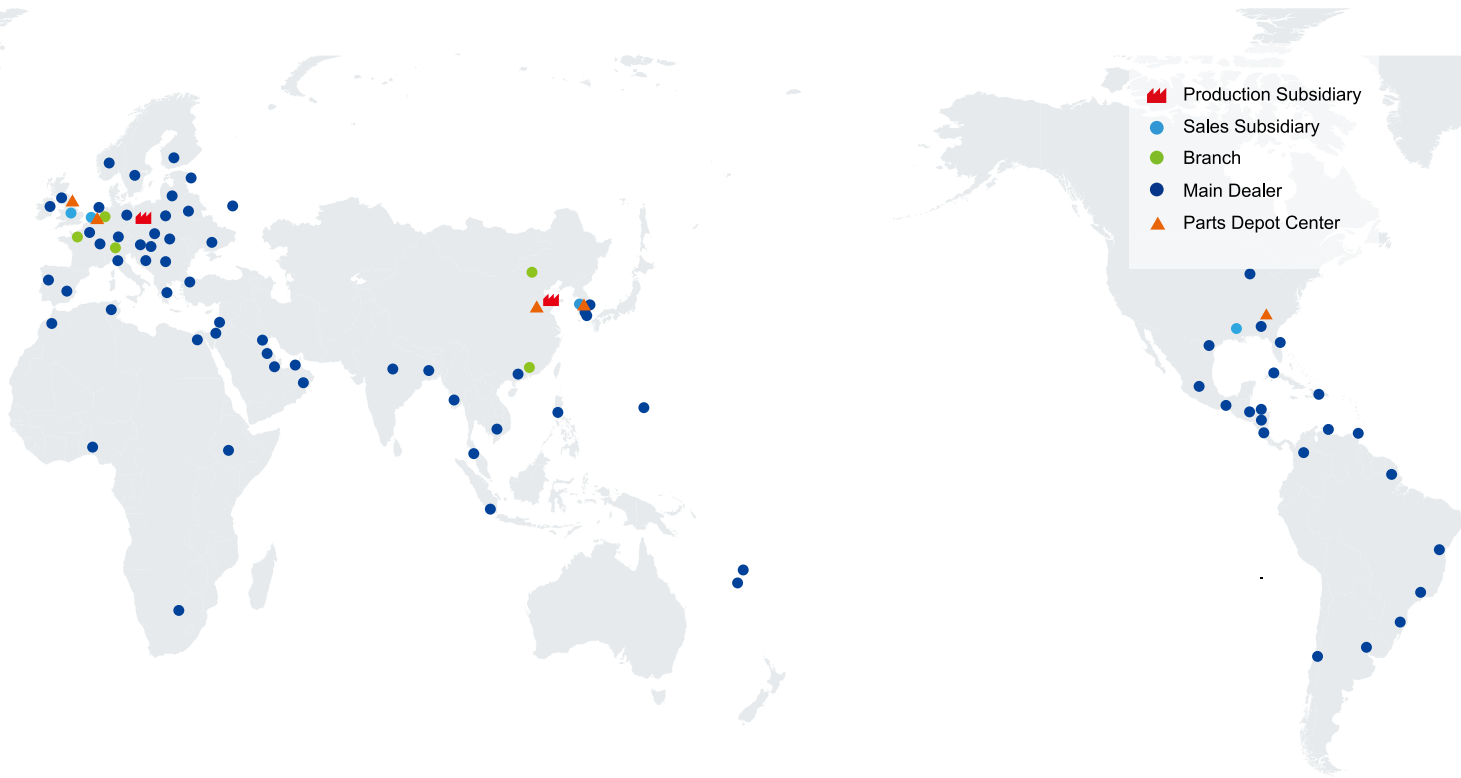 Production Subsidiary
Sales Subsidiary
Branch
Main Dealer
Parts Depot Center